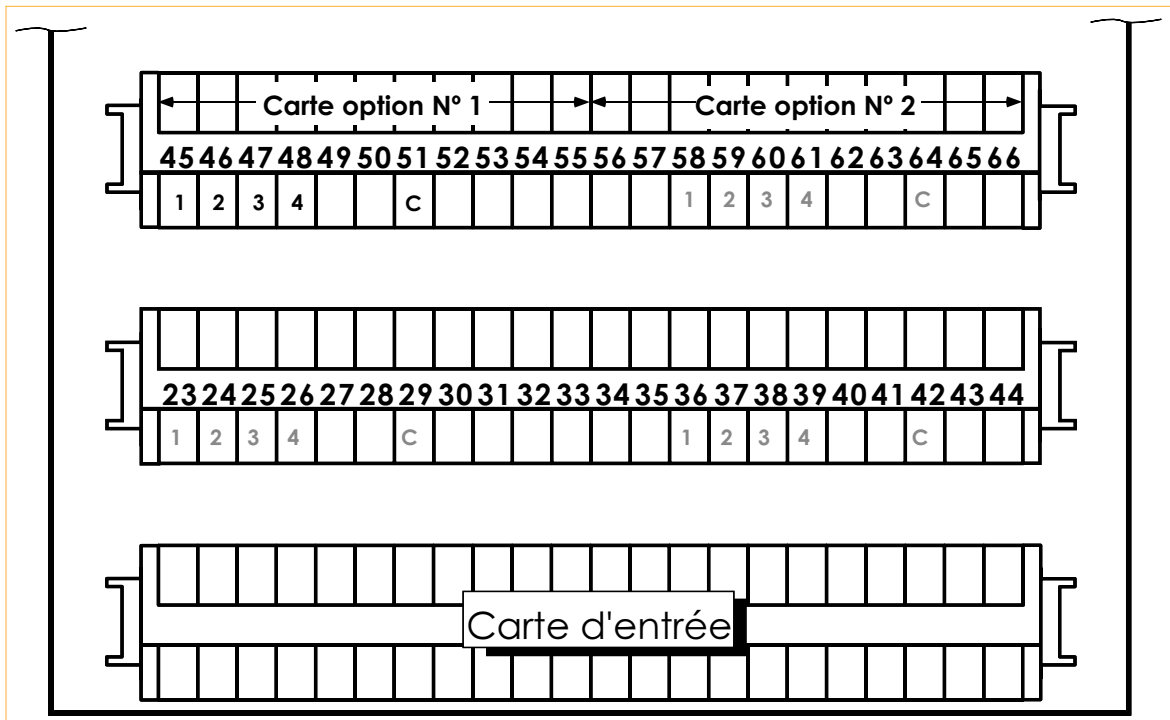 Carte option Nº 1 Carte option Nº 2
45 46 47 48 49 50 51 52 53 54 55 56 57 58 59 60 61 62 63 64 65 66
1 2 3 4 C 1 2 3 4 C
23 24 25 26 27 28 29 30 31 32 33 34 35 36 37 38 39 40 41 42 43 44
1 2 3 4 C 1 2 3 4 C
Carte d'entrée